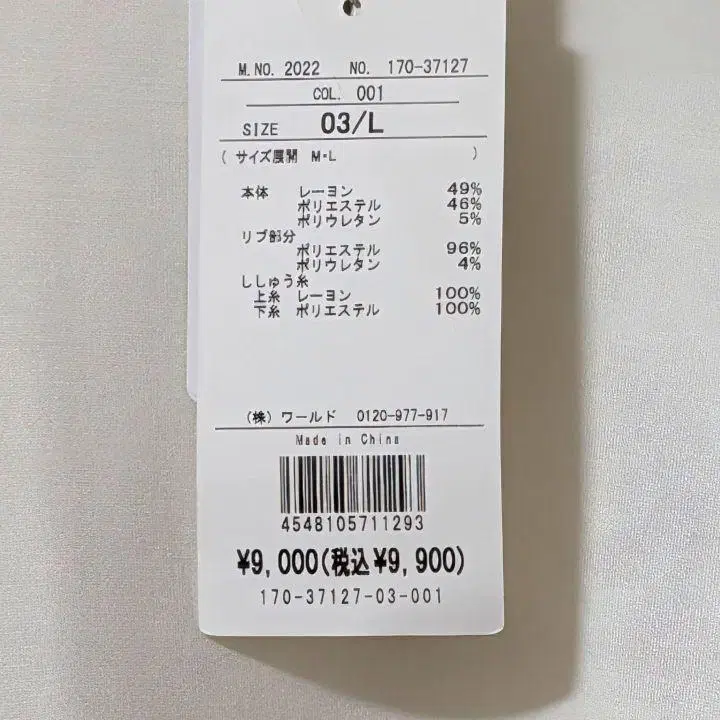 M.NO. 2022 NO. 170-37127
COL. 001
SIZE 03/L
( サイズ展開 M・L )
本体 レーヨン 49%
ポリエステル 46%
ポリウレタン 5%
リブ部分
ポリエステル 96%
ポリウレタン 4%
ししゅう糸
上糸 レーヨン 100%
下糸 ポリエステル 100%
(株) ワールド 0120-977-917
Made in China
4548105711293
¥9,000(税込¥9,900)
170-37127-03-001